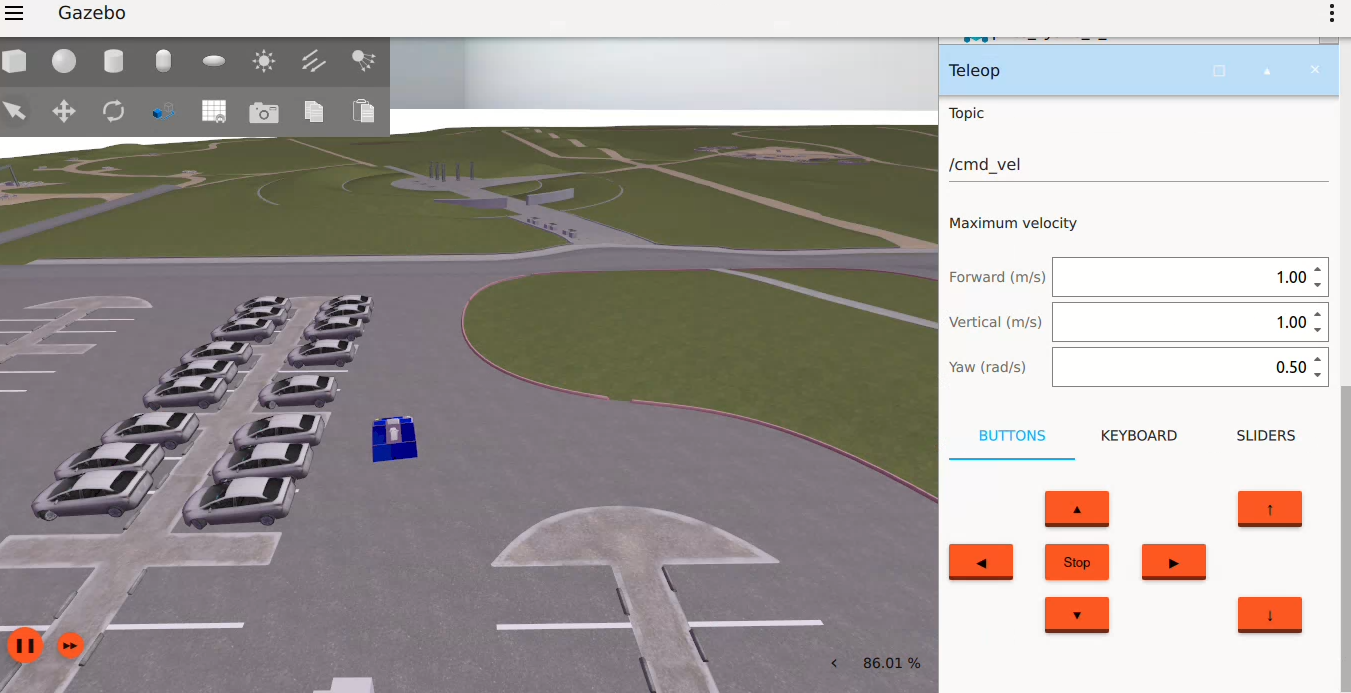 Gazebo
Teleop
Topic
/cmd_vel
Maximum velocity
Forward (m/s) 1.00
Vertical (m/s) 1.00
Yaw (rad/s) 0.50
BUTTONS KEYBOARD SLIDERS
Stop
86.01 %